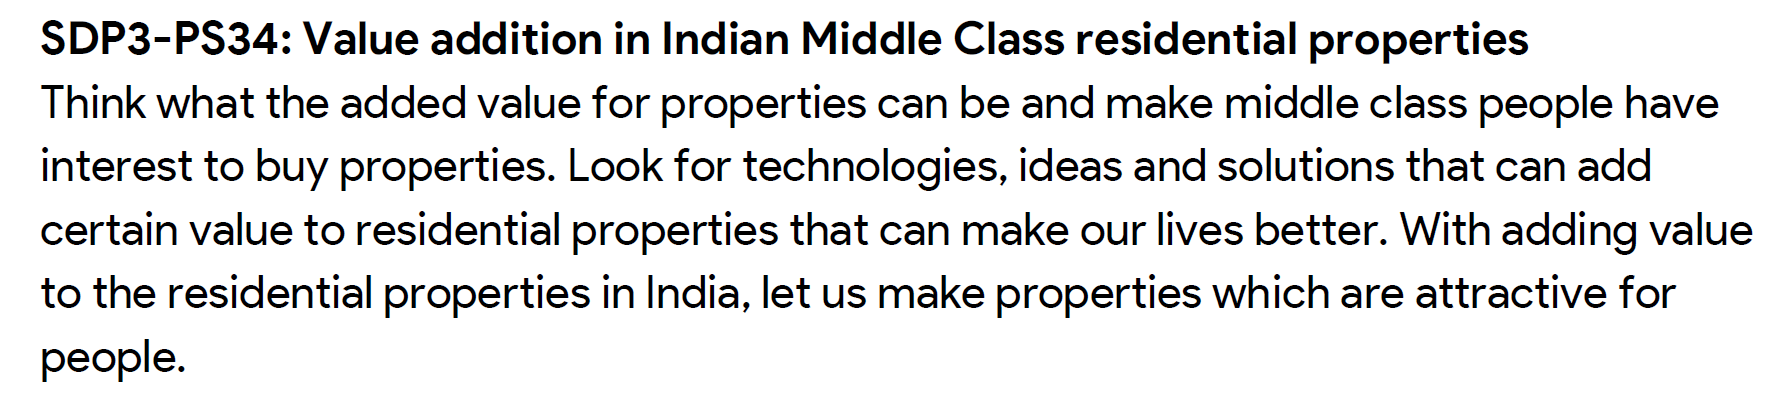 SDP3-PS34: Value addition in Indian Middle Class residential properties
Think what the added value for properties can be and make middle class people have
interest to buy properties. Look for technologies, ideas and solutions that can add
certain value to residential properties that can make our lives better. With adding value
to the residential properties in India, let us make properties which are attractive for
people.